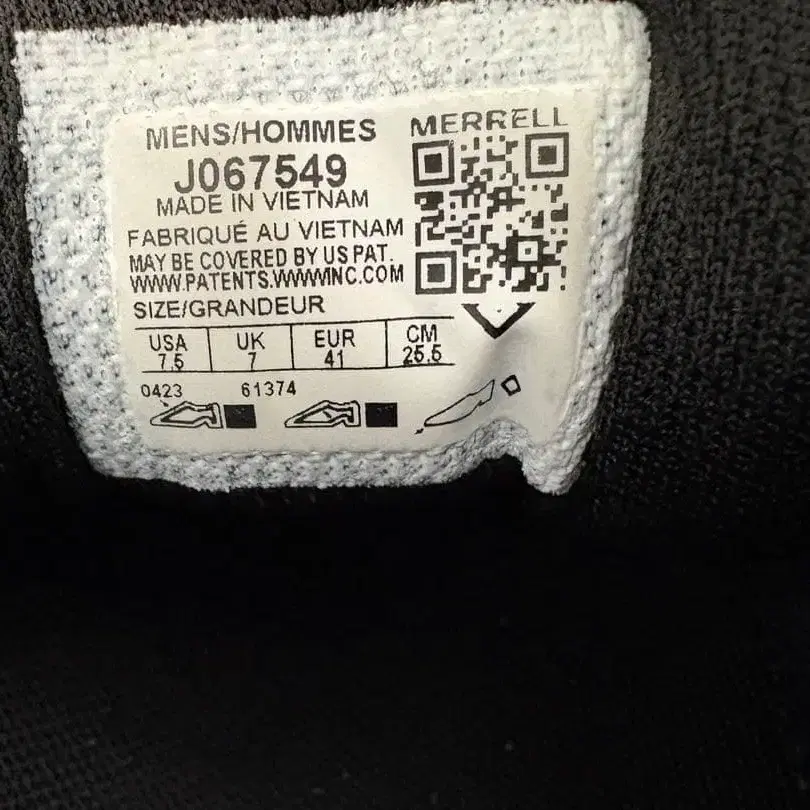 MENS/HOMMES
MERRELL
J067549
MADE IN VIETNAM
FABRIQUÉ AU VIETNAM
MAY BE COVERED BY US PAT.
WWW.PATENTS.WWWINC.COM
SIZE/GRANDEUR
USA UK EUR CM
7.5 7 41 25.5
0423 61374